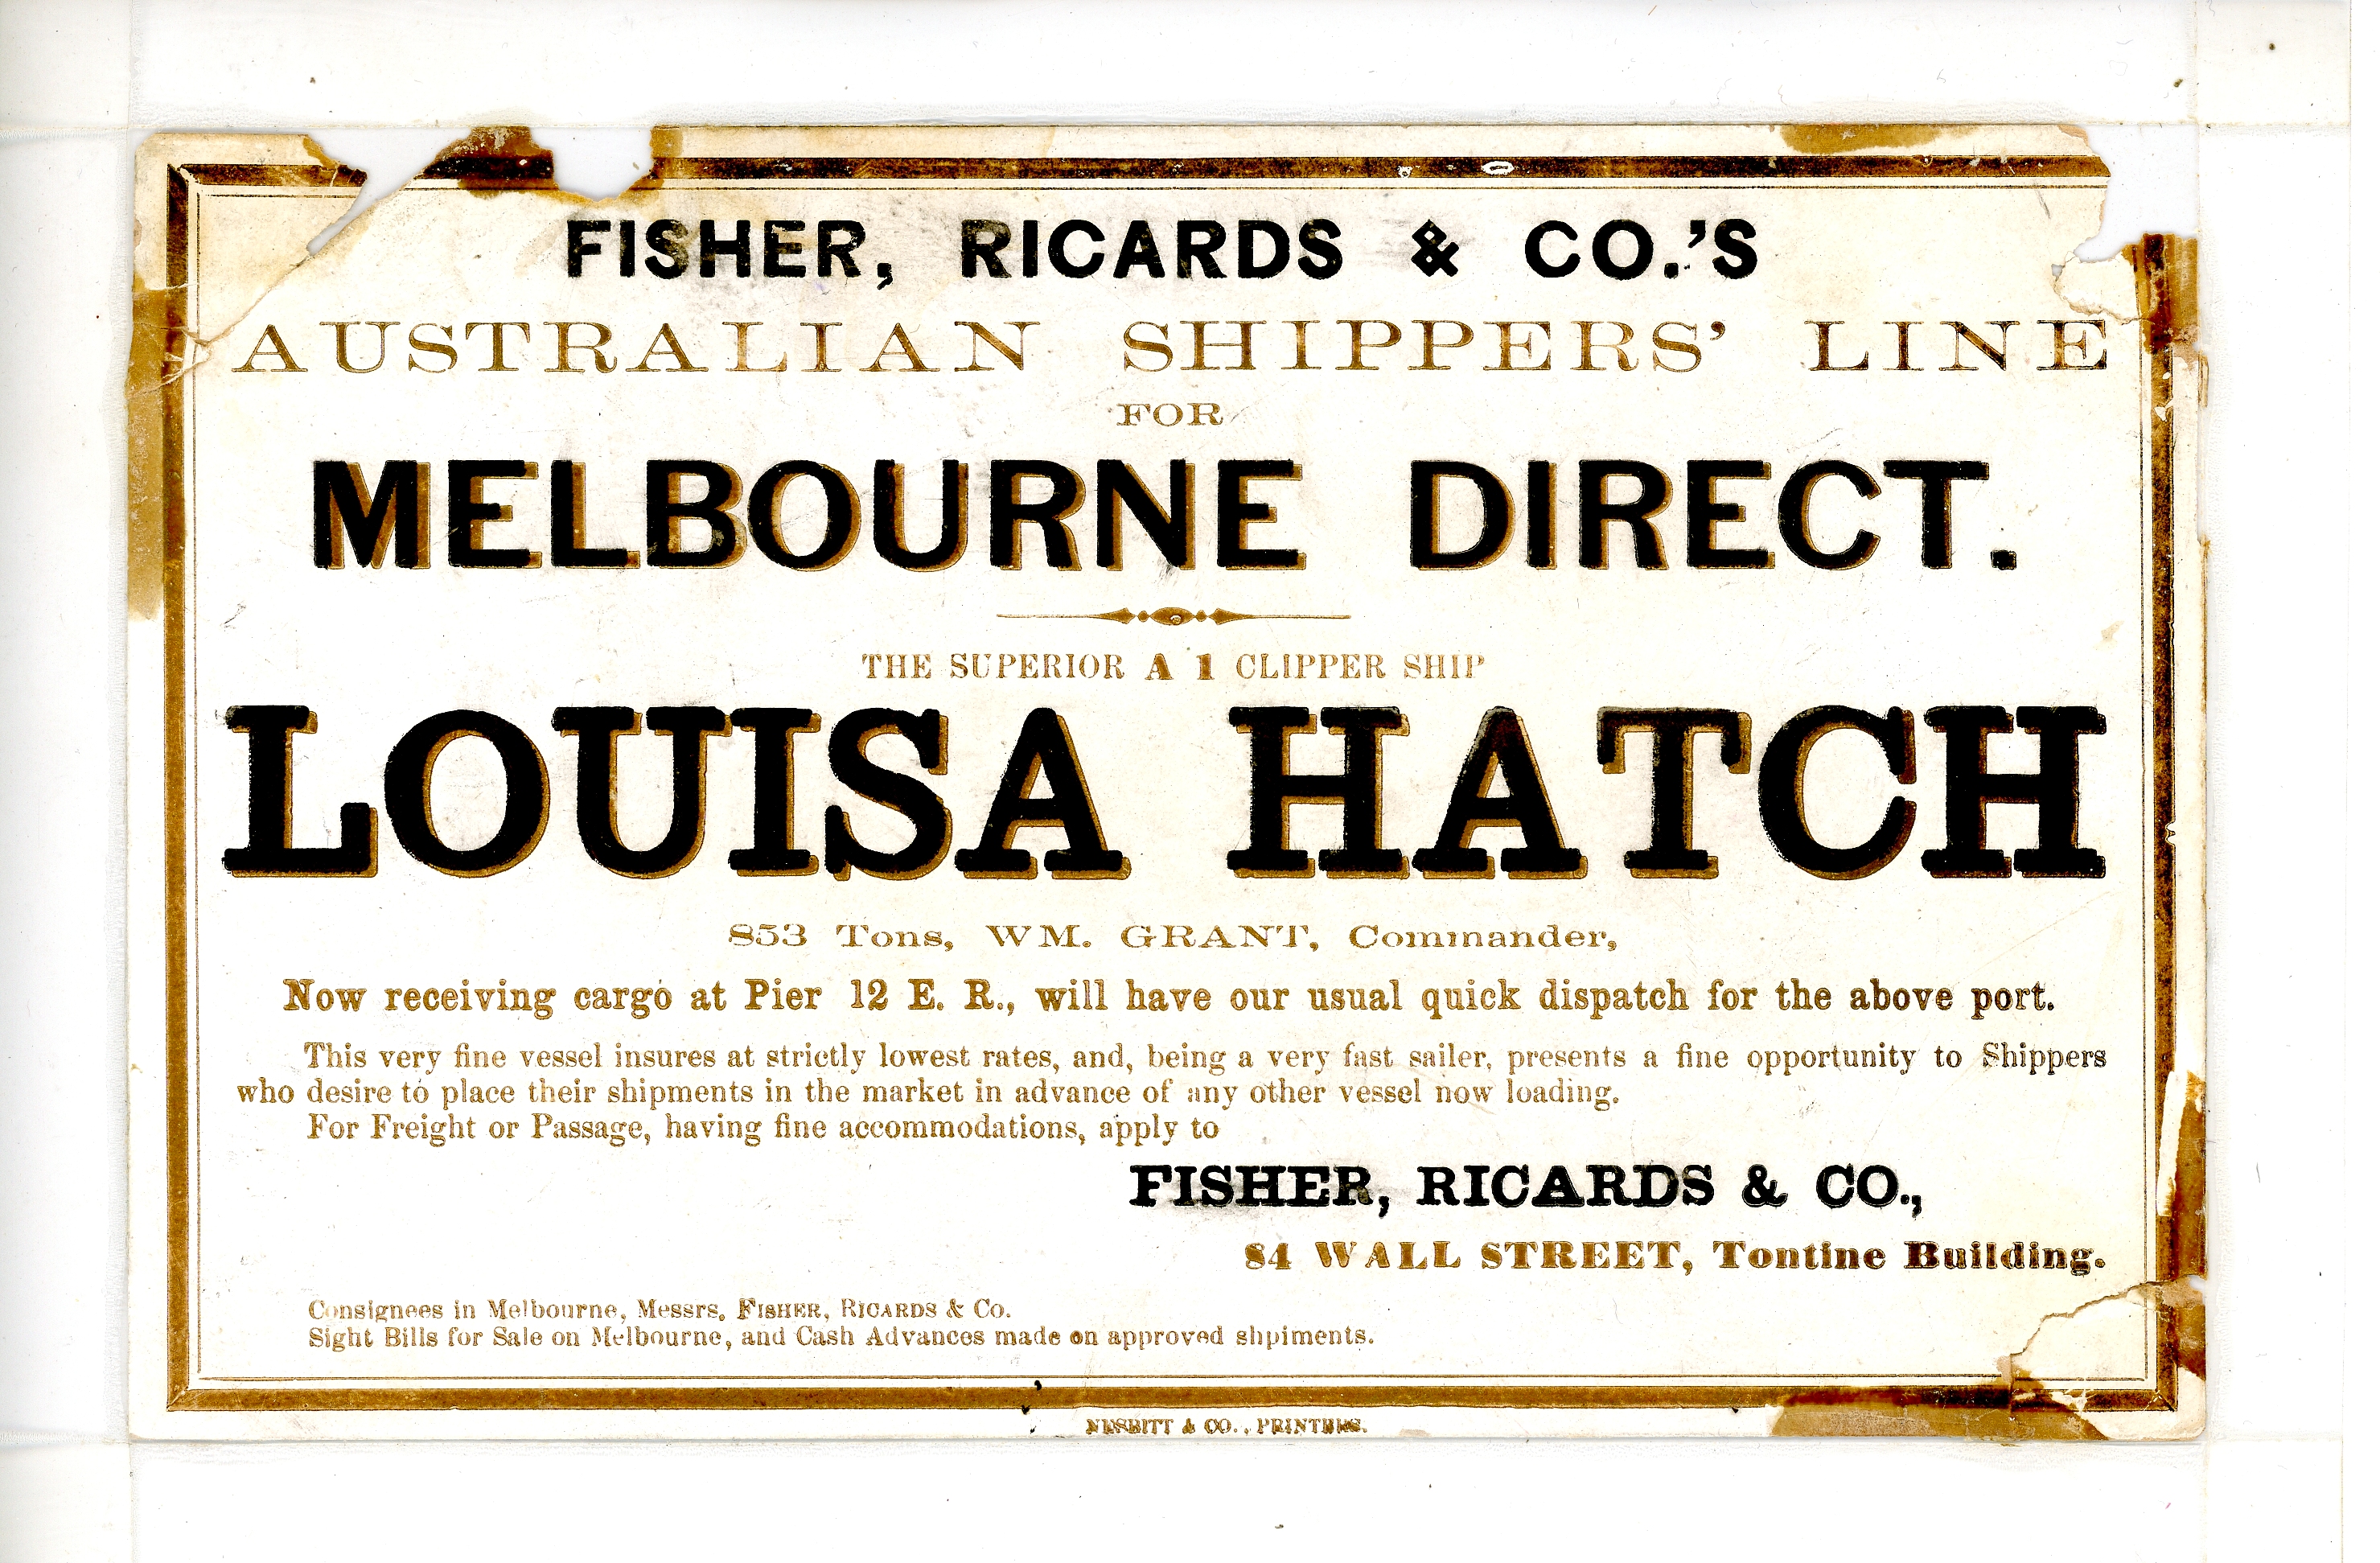 FISHER, RICARDS & CO.'S
AUSTRALIAN SHIPPERS' LINE
FOR
MELBOURNE DIRECT.
THE SUPERIOR A 1 CLIPPER SHIP
LOUISA HATCH
853 Tons, WM. GRANT, Commander,
Now receiving cargo at Pier 12 E. R., will have our usual quick dispatch for the above port.
This very fine vessel insures at strictly lowest rates, and, being a very fast sailer, presents a fine opportunity to Shippers
who desire to place their shipments in the market in advance of any other vessel now loading.
For Freight or Passage, having fine accommodations, apply to
FISHER, RICARDS & CO.,
84 WALL STREET, Tontine Building.
Consignees in Melbourne, Messrs. FISHER, RICARDS & CO.
Sight Bills for Sale on Melbourne, and Cash Advances made on approved shpiments.
NESBITT & CO., PRINTERS.